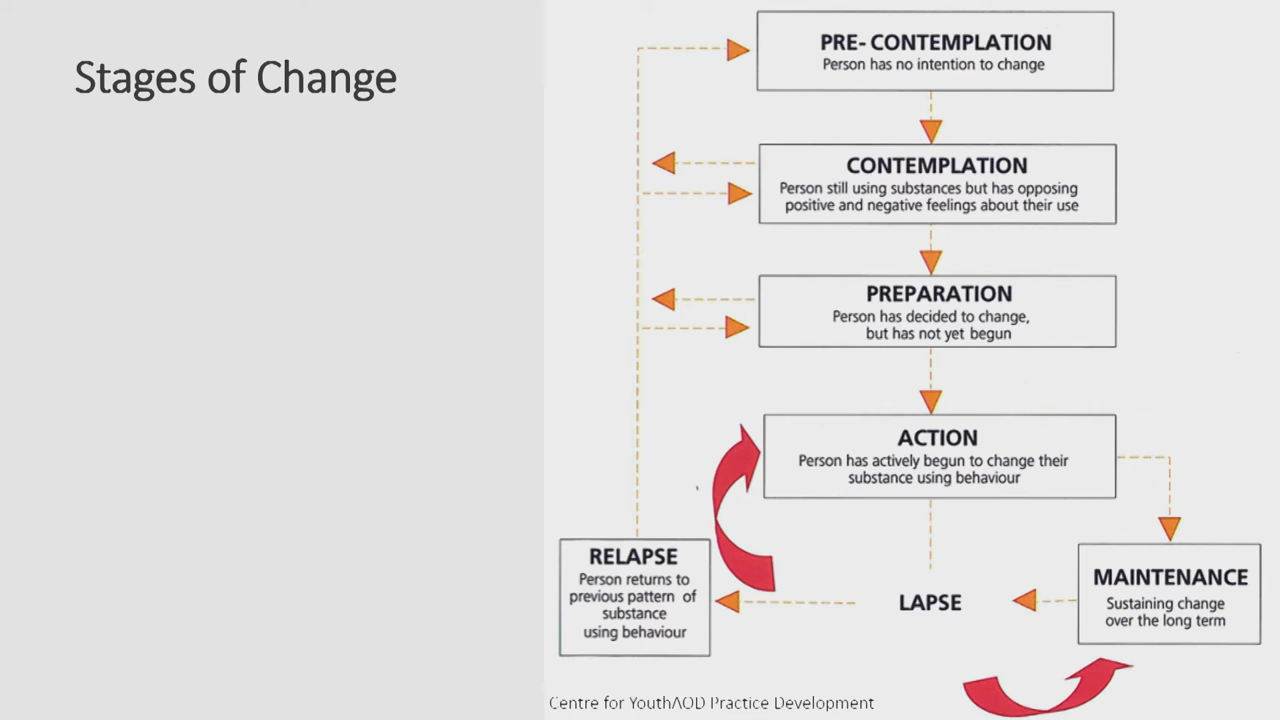 Stages of Change
PRE- CONTEMPLATION
Person has no intention to change
CONTEMPLATION
Person still using substances but has opposing
positive and negative feelings about their use
PREPARATION
Person has decided to change,
but has not yet begun
ACTION
Person has actively begun to change their
substance using behaviour
RELAPSE
Person returns to
previous pattern of
substance
using behaviour
LAPSE
MAINTENANCE
Sustaining change
over the long term
Centre for YouthAOD Practice Development